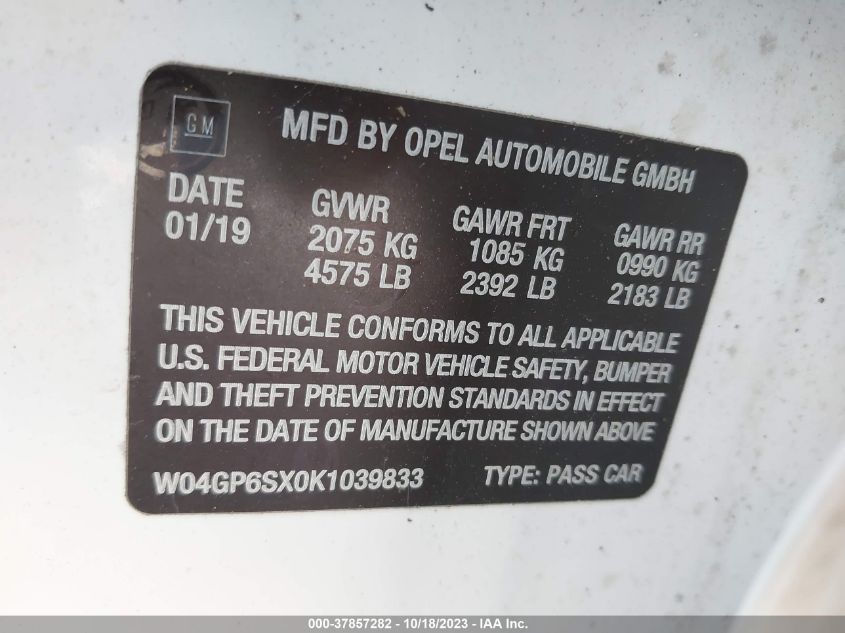 GM
MFD BY OPEL AUTOMOBILE GMBH
DATE GVWR GAWR FRT GAWR RR
01/19 2075 KG 1085 KG 0990 KG
4575 LB 2392 LB 2183 LB
THIS VEHICLE CONFORMS TO ALL APPLICABLE
U.S. FEDERAL MOTOR VEHICLE SAFETY, BUMPER
AND THEFT PREVENTION STANDARDS IN EFFECT
ON THE DATE OF MANUFACTURE SHOWN ABOVE
W04GP6SX0K1039833 TYPE: PASS CAR
000-37857282 - 10/18/2023 - IAA Inc.